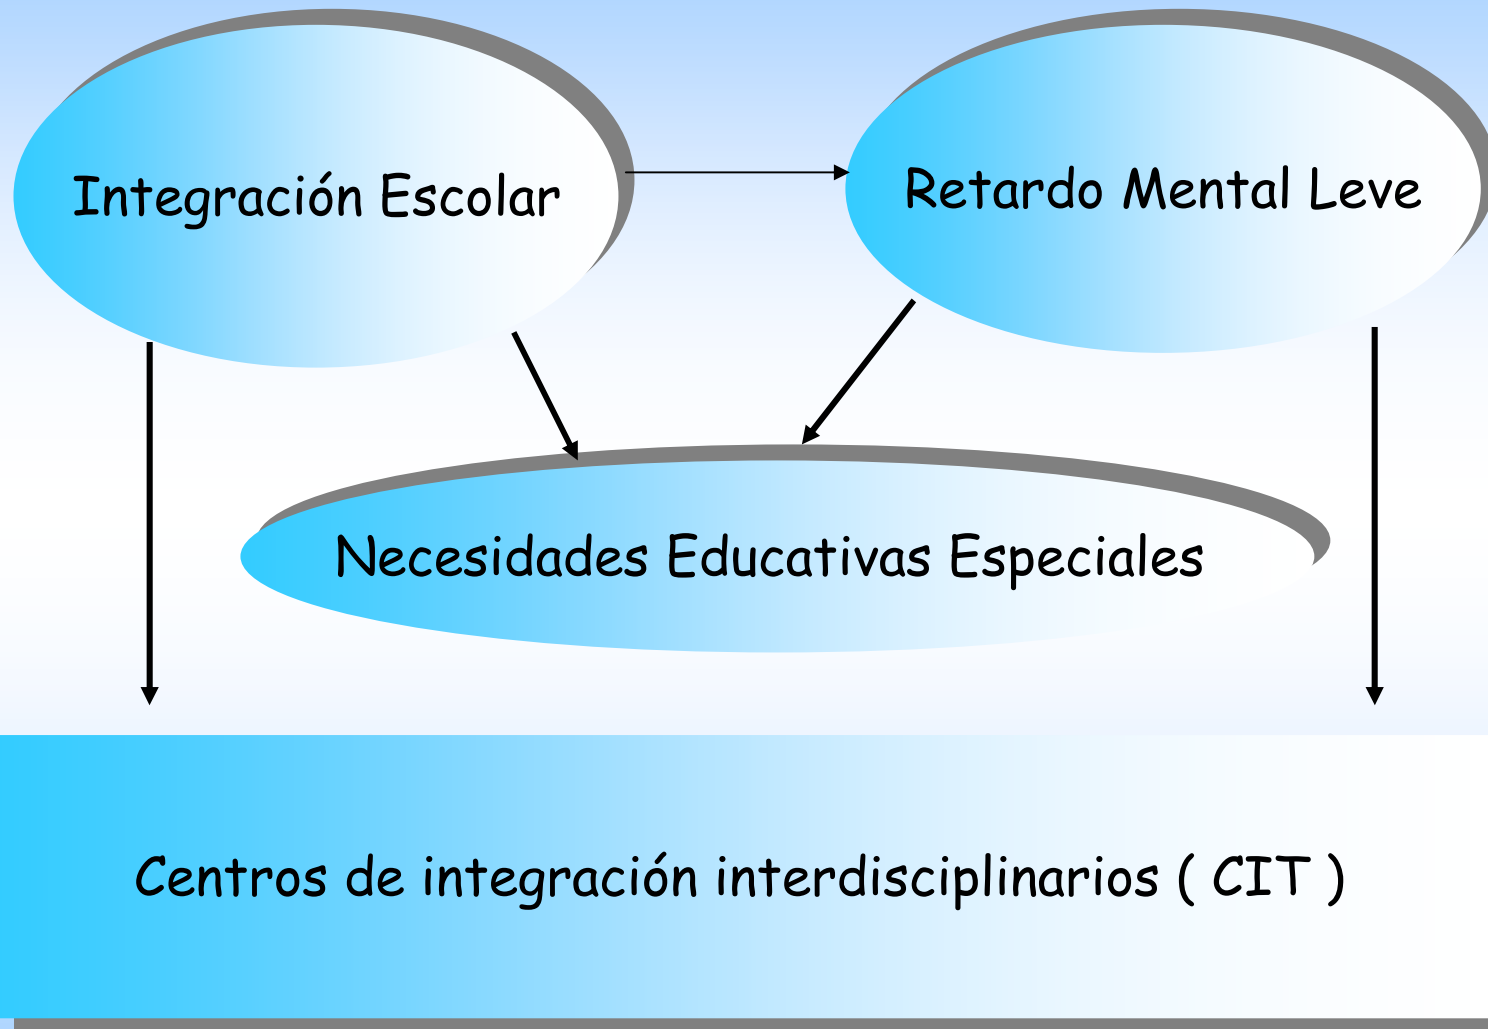 Integración Escolar
Retardo Mental Leve
Necesidades Educativas Especiales
Centros de integración interdisciplinarios ( CIT )